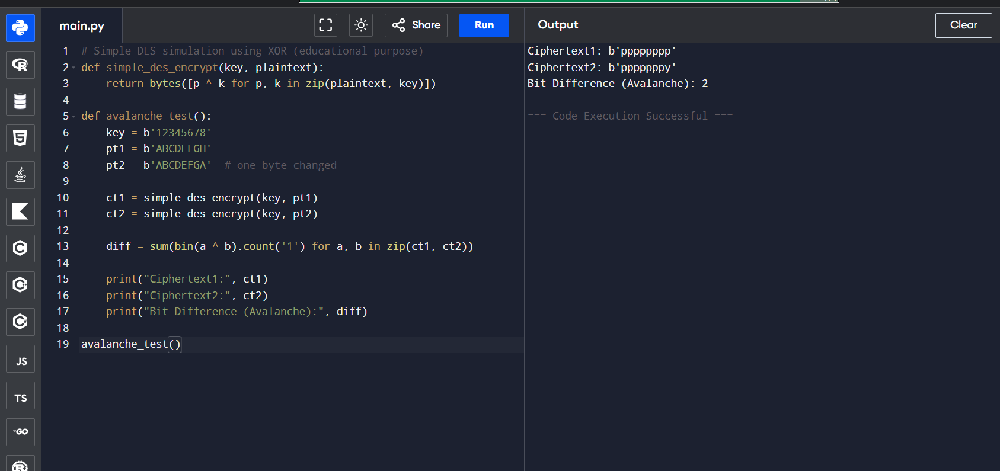 main.py
Share
Run
Output
Clear
1 # Simple DES simulation using XOR (educational purpose)
2 def simple_des_encrypt(key, plaintext):
3     return bytes([p ^ k for p, k in zip(plaintext, key)])
4
5 def avalanche_test():
6     key = b'12345678'
7     pt1 = b'ABCDEFGH'
8     pt2 = b'ABCDEFGA'  # one byte changed
9
10     ct1 = simple_des_encrypt(key, pt1)
11     ct2 = simple_des_encrypt(key, pt2)
12
13     diff = sum(bin(a ^ b).count('1') for a, b in zip(ct1, ct2))
14
15     print("Ciphertext1:", ct1)
16     print("Ciphertext2:", ct2)
17     print("Bit Difference (Avalanche):", diff)
18
19 avalanche_test()
Ciphertext1: b'pppppppp'
Ciphertext2: b'pppppppy'
Bit Difference (Avalanche): 2
=== Code Execution Successful ===
R
5
C
C
C
JS
TS
GO
R